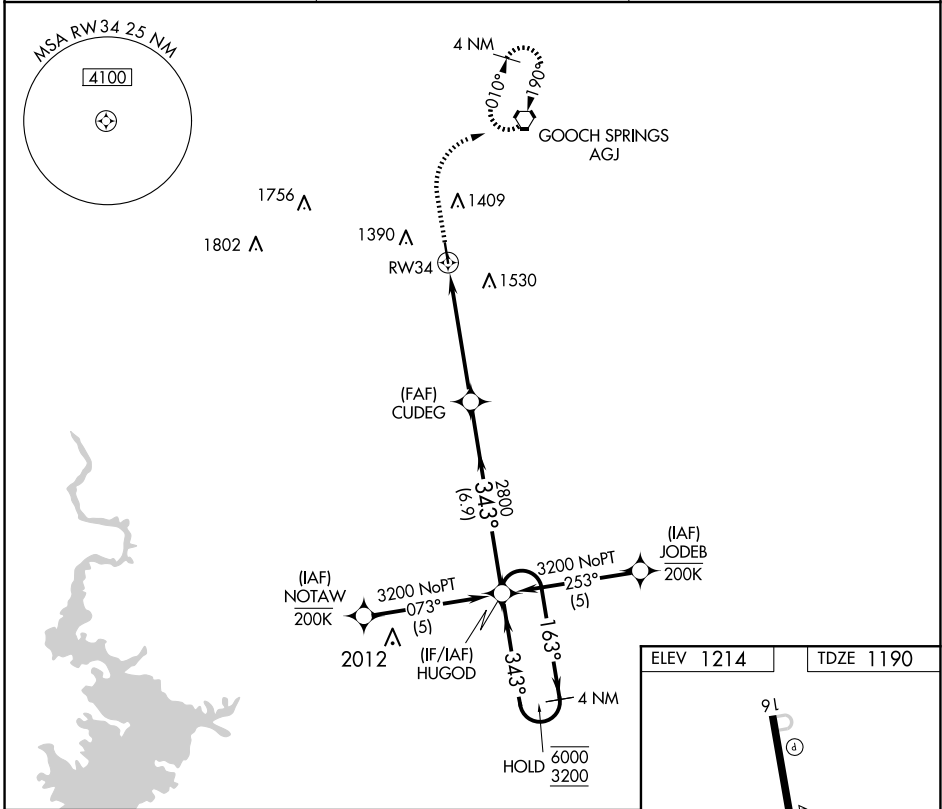 MSA RW34 25 NM
4100
4 NM
010°
190°
GOOCH SPRINGS
AGJ
1756
1409
1802
1390
RW34
1530
(FAF)
CUDEG
2800
343°
(6.9)
(IAF)
JODEB
200K
3200 NoPT
253°
(5)
(IAF)
NOTAW
200K
3200 NoPT
073°
(5)
2012
(IF/IAF)
HUGOD
163°
343°
4 NM
HOLD
6000
3200
ELEV 1214
TDZE 1190
16
P